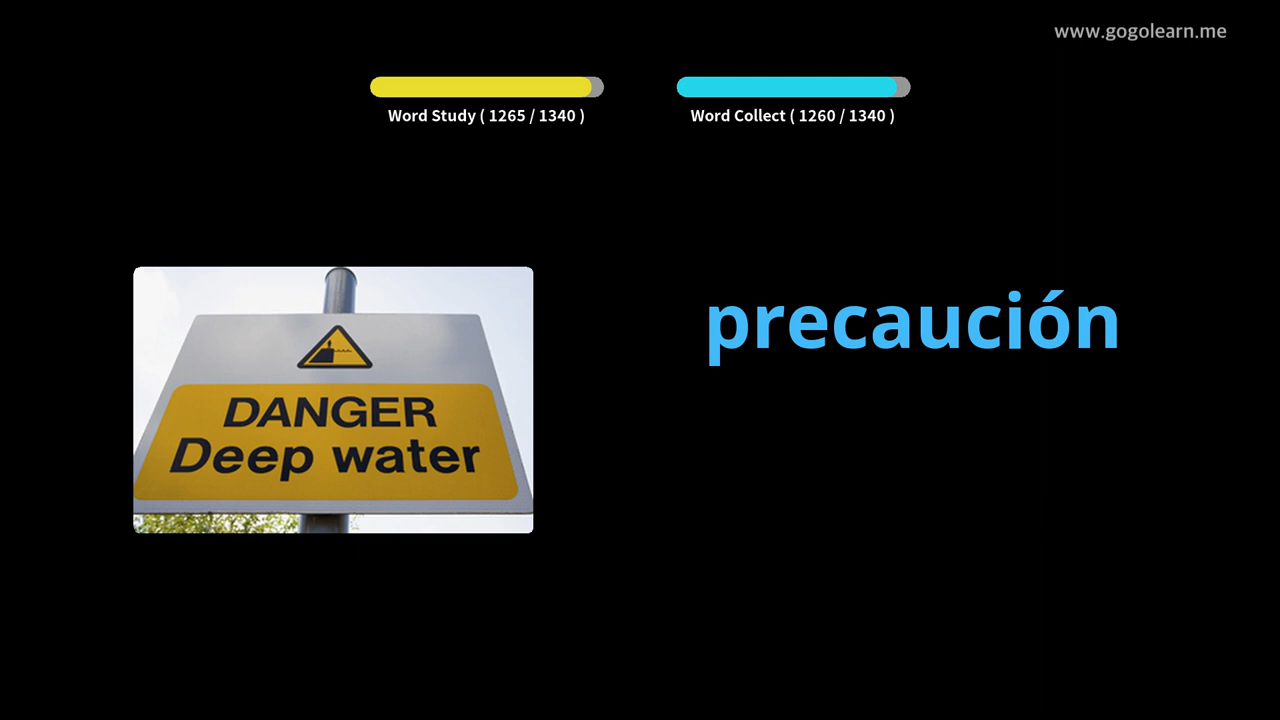 www.gogolearn.me
Word Study ( 1265 / 1340 )
Word Collect ( 1260 / 1340 )
precaución
DANGER
Deep water